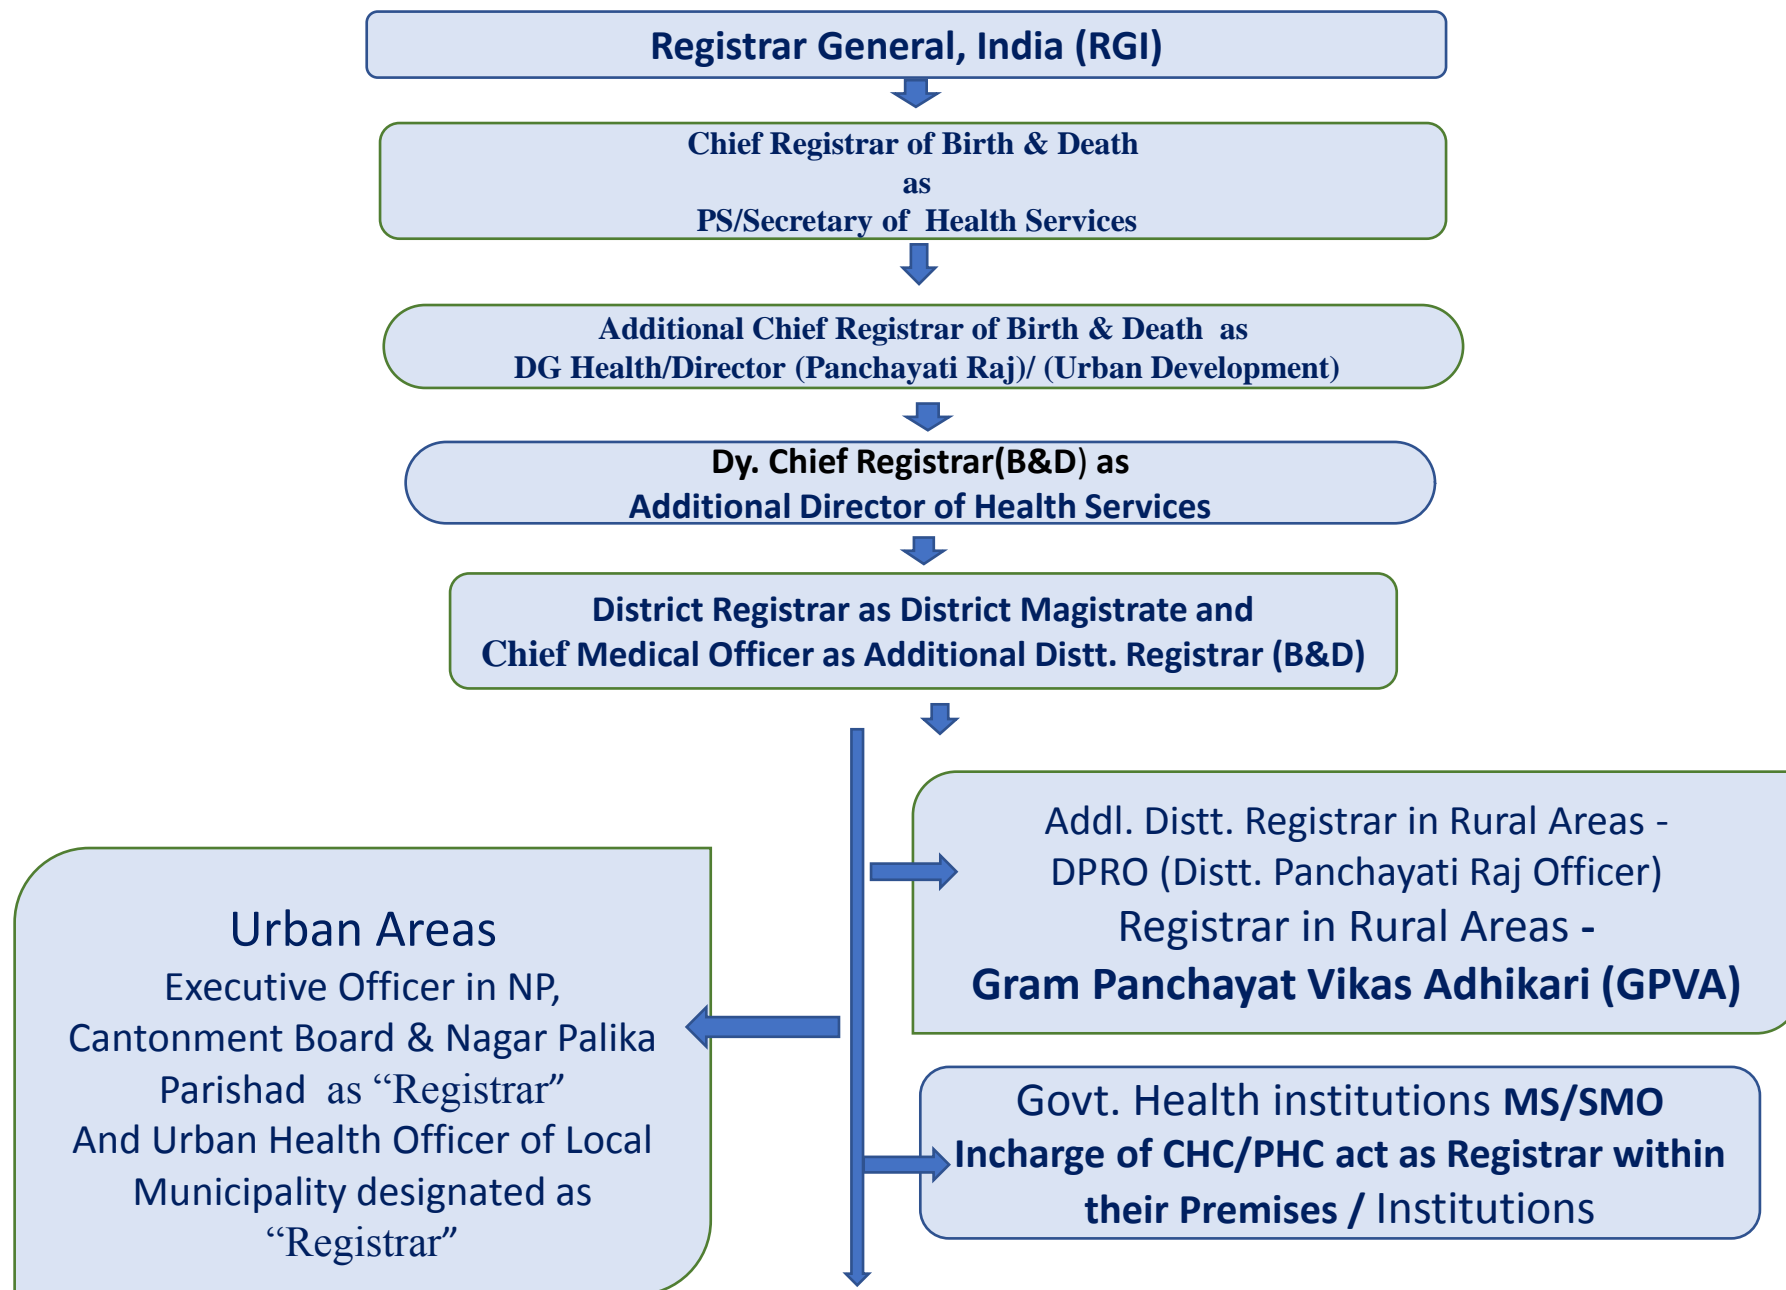 Registrar General, India (RGI)
Chief Registrar of Birth & Death
as
PS/Secretary of Health Services
Additional Chief Registrar of Birth & Death as
DG Health/Director (Panchayati Raj)/ (Urban Development)
Dy. Chief Registrar(B&D) as
Additional Director of Health Services
District Registrar as District Magistrate and
Chief Medical Officer as Additional Distt. Registrar (B&D)
Addl. Distt. Registrar in Rural Areas -
DPRO (Distt. Panchayati Raj Officer)
Registrar in Rural Areas -
Gram Panchayat Vikas Adhikari (GPVA)
Urban Areas
Executive Officer in NP,
Cantonment Board & Nagar Palika
Parishad as “Registrar”
And Urban Health Officer of Local
Municipality designated as
“Registrar”
Govt. Health institutions MS/SMO
Incharge of CHC/PHC act as Registrar within
their Premises / Institutions